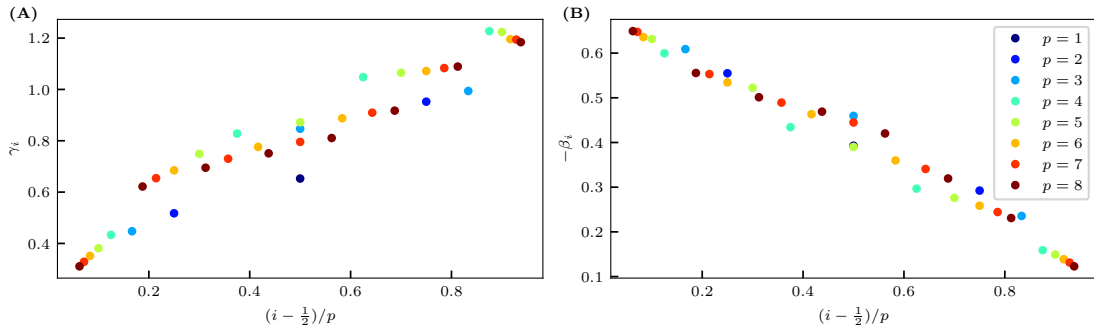 (A)
1.2
1.0
0.8
0.6
0.4
γᵢ
0.2 0.4 0.6 0.8
(i − 1/2)/p
(B)
0.6
0.5
0.4
0.3
0.2
0.1
−βᵢ
0.2 0.4 0.6 0.8
(i − 1/2)/p
p = 1
p = 2
p = 3
p = 4
p = 5
p = 6
p = 7
p = 8